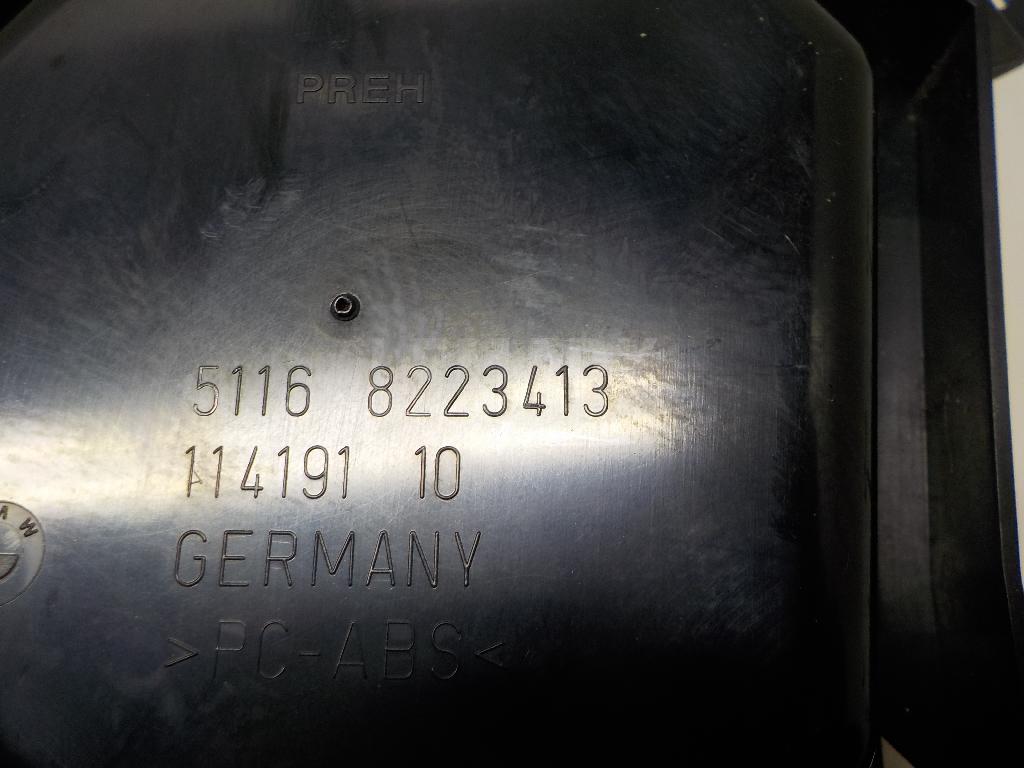 PREH
5116 8223413
114191 10
GERMANY
>PC-ABS<